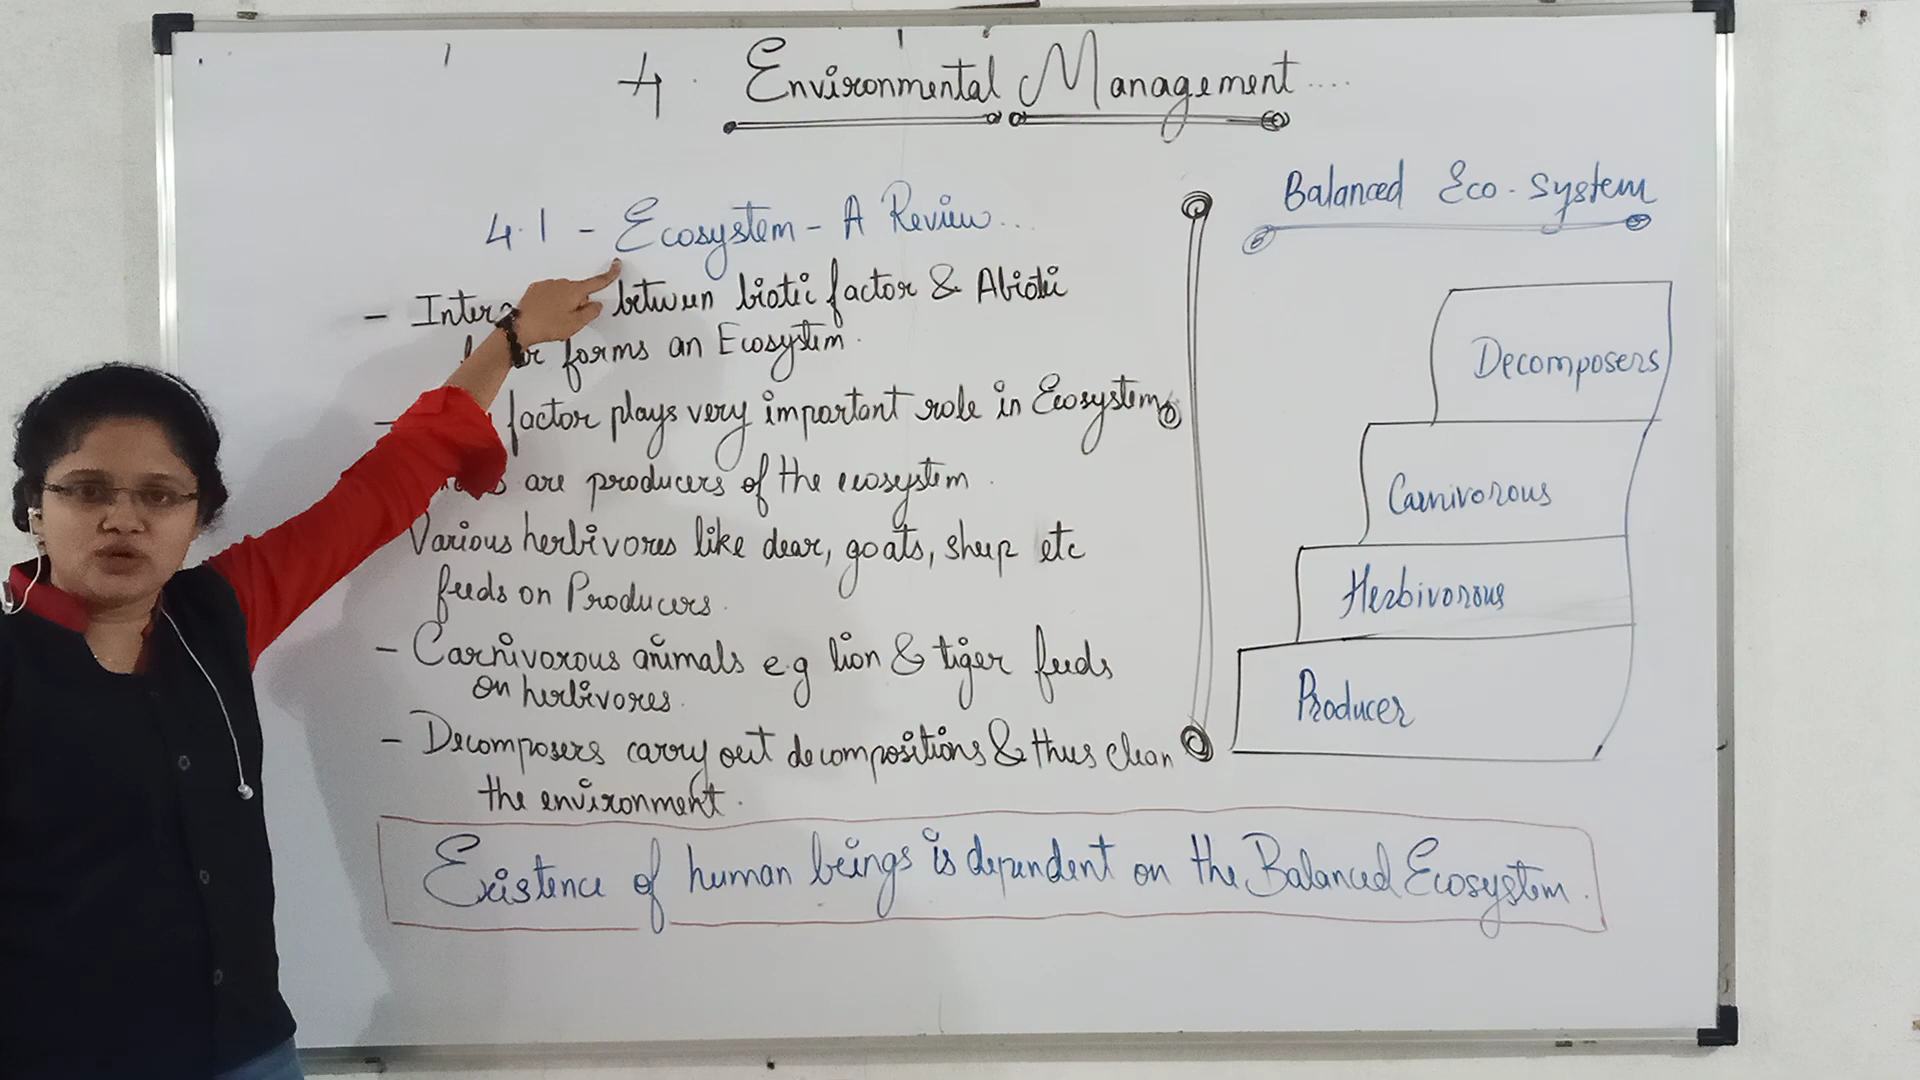 4. Environmental Management....
4.1 - Ecosystem - A Review...
- between biotic factor & Abiotic
forms an Ecosystem.
- factor plays very important role in Ecosystem
are producers of the ecosystem.
Various herbivores like dear, goats, sheep etc
feeds on Producers.
- Carnivorous animals e.g lion & tiger feeds
on herbivores.
- Decomposers carry out decompositions & thus clean
the environment.
Existence of human beings is dependent on the Balanced Ecosystem.
Balanced Eco-System
Decomposers
Carnivorous
Herbivorous
Producer